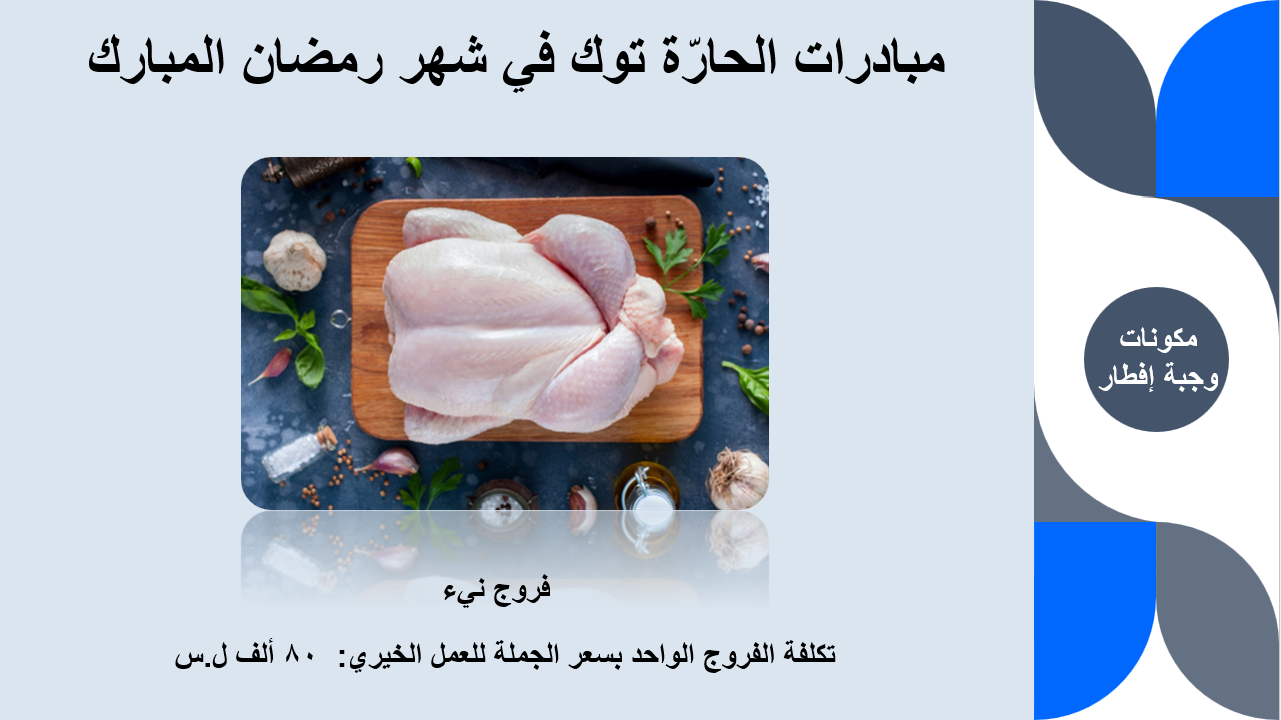 مبادرات الحارّة توك في شهر رمضان المبارك
مكونات
وجبة إفطار
فروج نيء
تكلفة الفروج الواحد بسعر الجملة للعمل الخيري: ٨٠ ألف ل.س